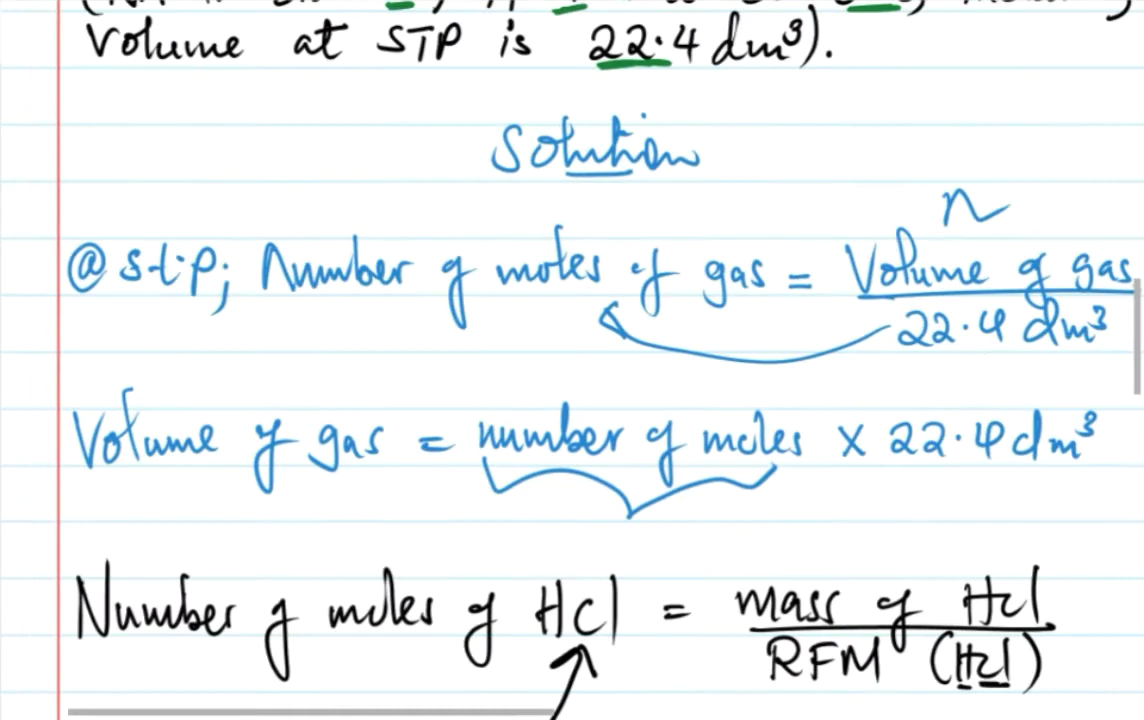 Volume at STP is 22.4 dm³).
Solution
n
@ s.t.p; Number of moles of gas = Volume of gas
22.4 dm³
Volume of gas = number of moles × 22.4 dm³
Number of moles of HCl = mass of HCl
RFM (HCl)